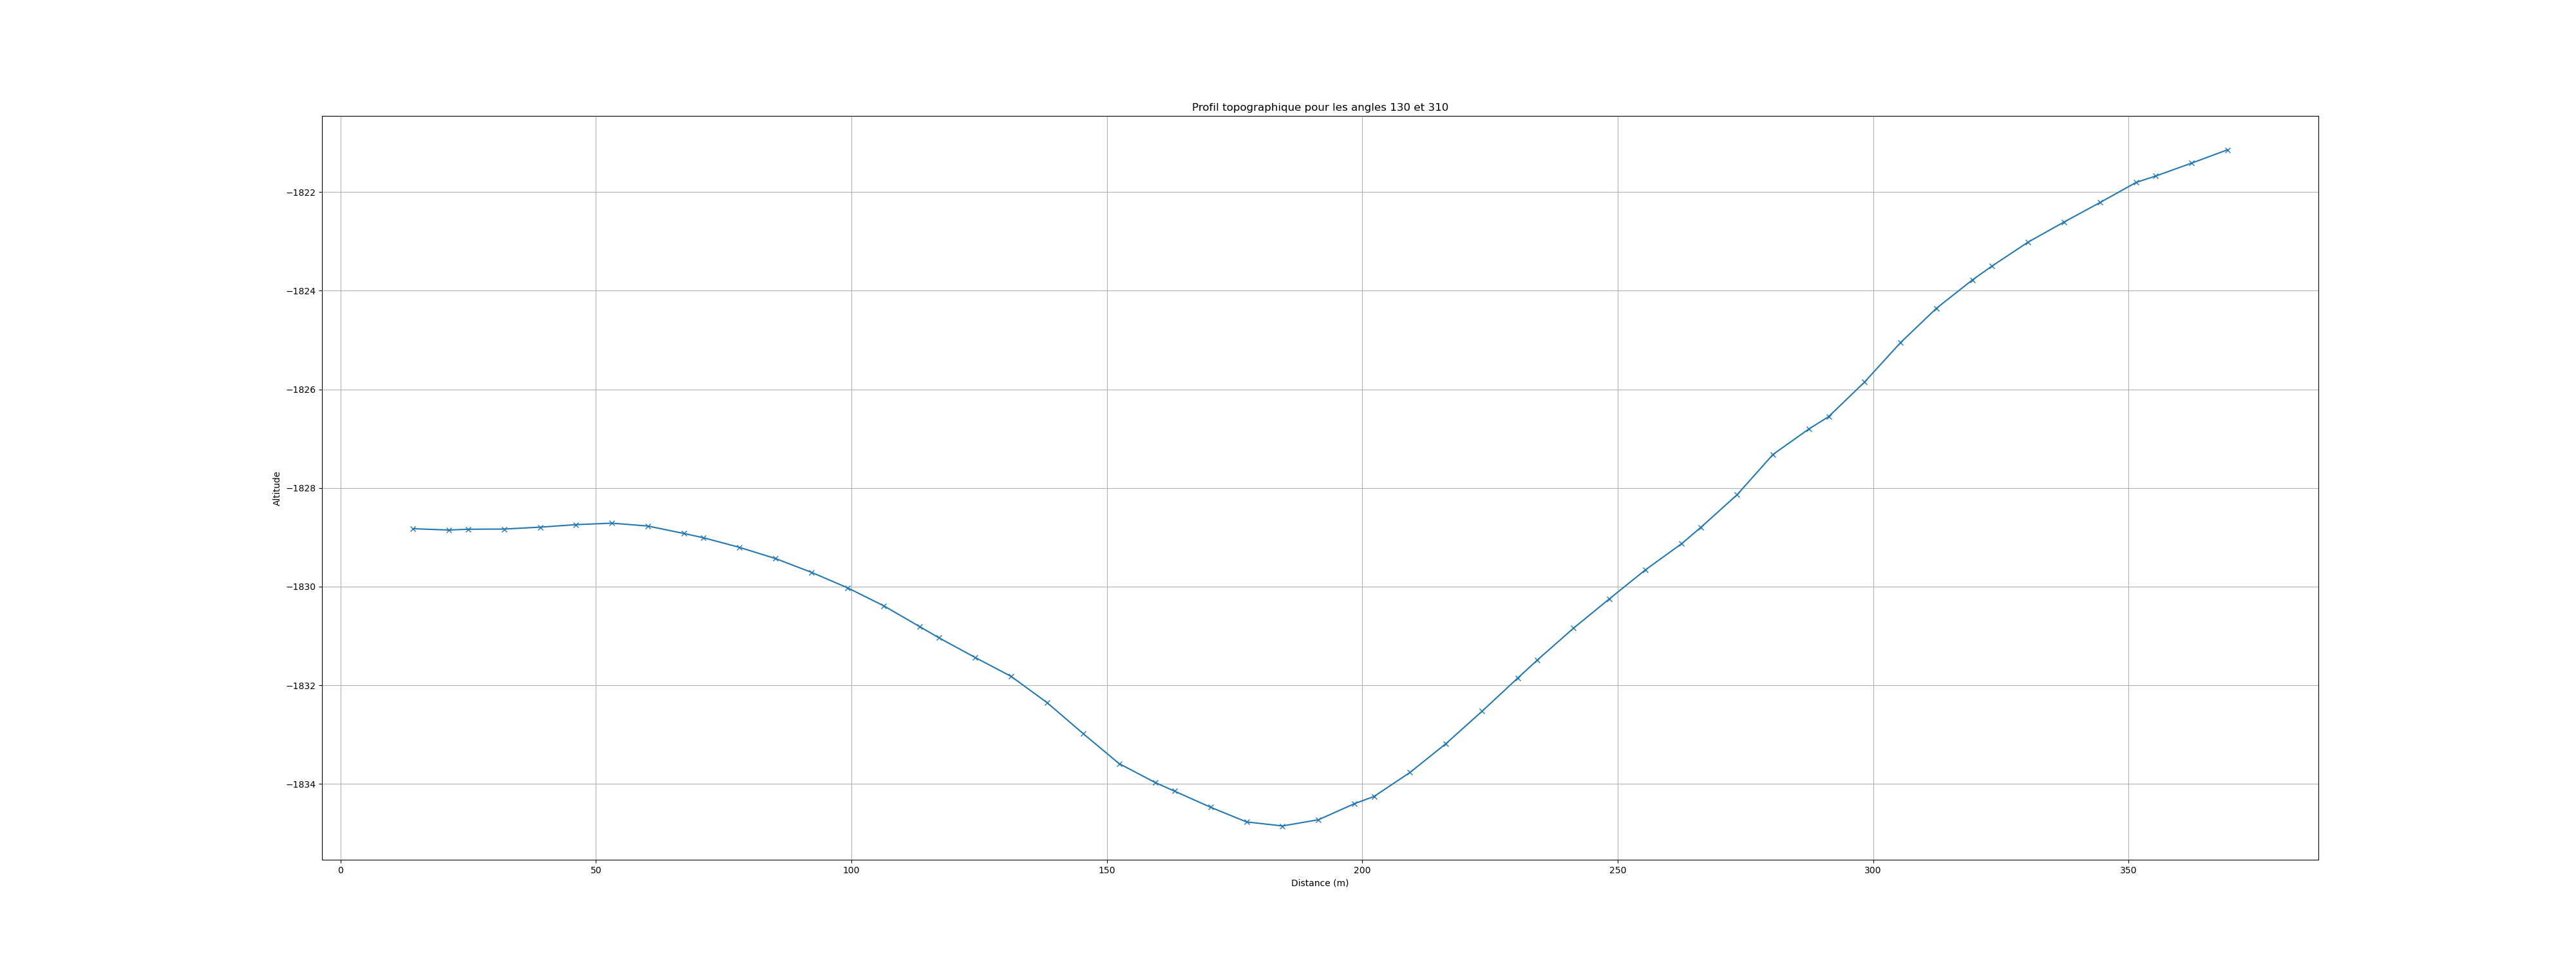 Profil topographique pour les angles 130 et 310
Altitude
−1822
−1824
−1826
−1828
−1830
−1832
−1834
0 50 100 150 200 250 300 350
Distance (m)